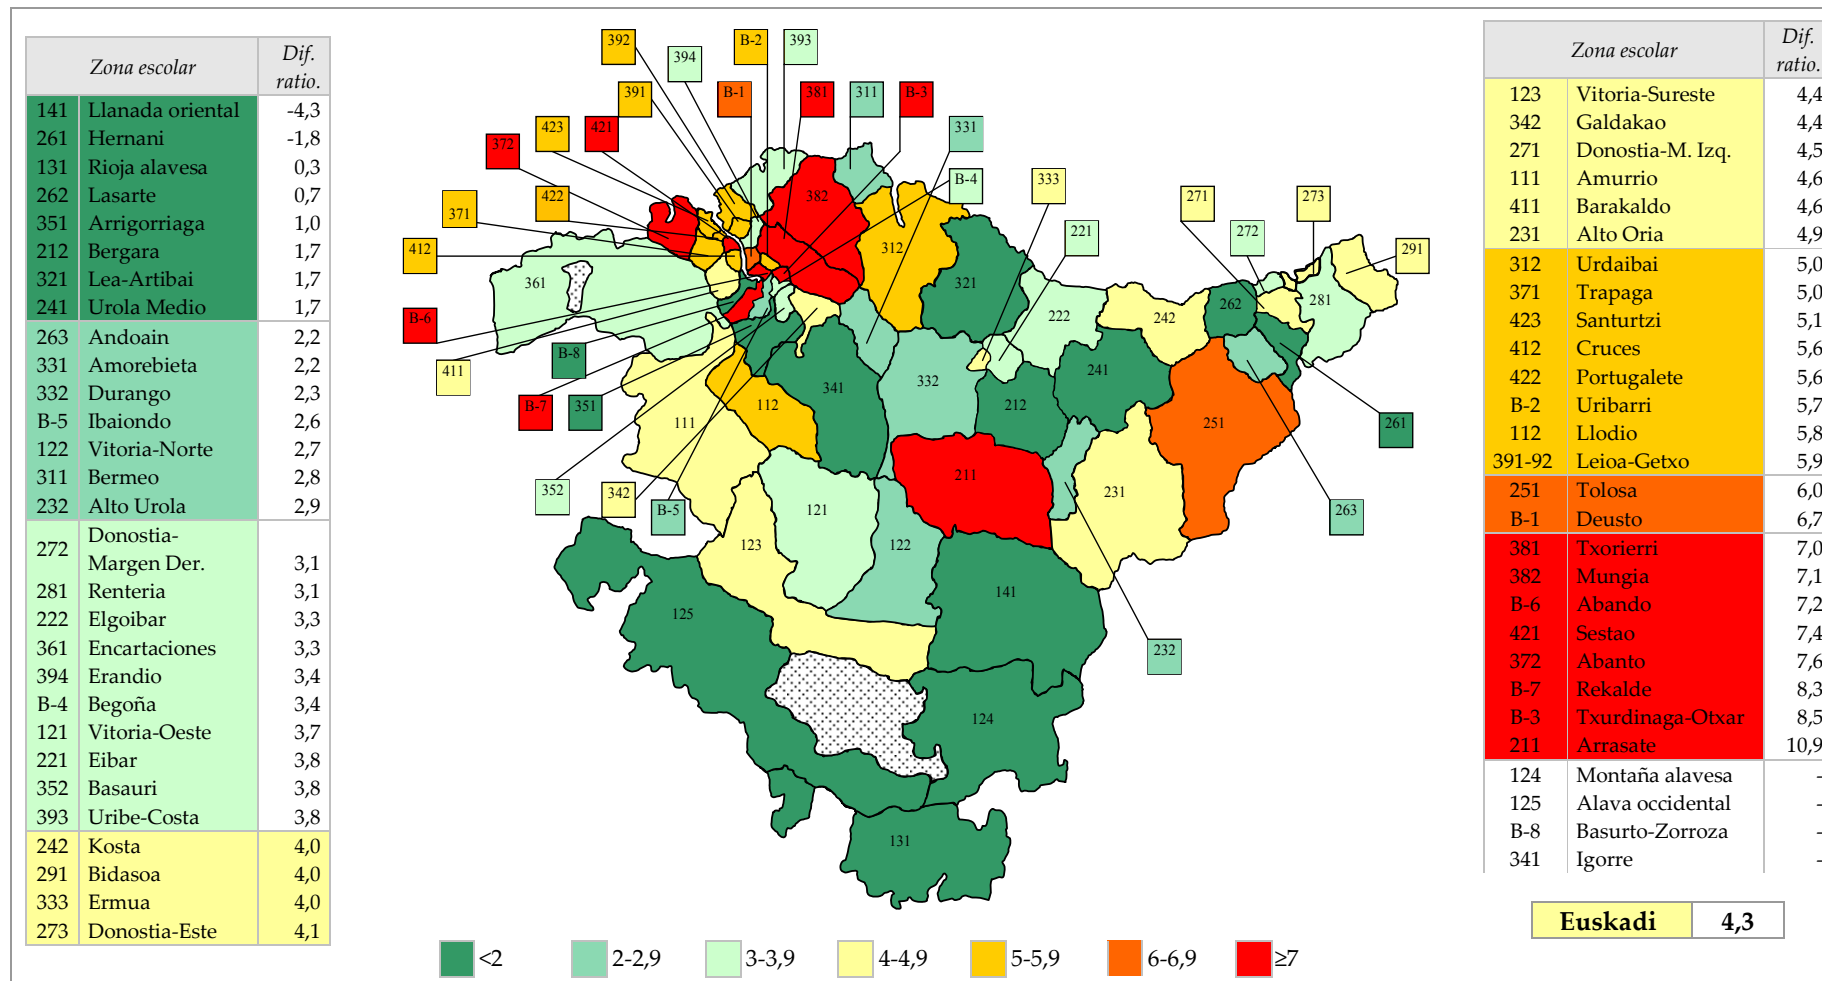 Zona escolar Dif. ratio.
141 Llanada oriental -4,3
261 Hernani -1,8
131 Rioja alavesa 0,3
262 Lasarte 0,7
351 Arrigorriaga 1,0
212 Bergara 1,7
321 Lea-Artibai 1,7
241 Urola Medio 1,7
263 Andoain 2,2
331 Amorebieta 2,2
332 Durango 2,3
B-5 Ibaiondo 2,6
122 Vitoria-Norte 2,7
311 Bermeo 2,8
232 Alto Urola 2,9
272 Donostia-
Margen Der. 3,1
281 Renteria 3,1
222 Elgoibar 3,3
361 Encartaciones 3,3
394 Erandio 3,4
B-4 Begoña 3,4
121 Vitoria-Oeste 3,7
221 Eibar 3,8
352 Basauri 3,8
393 Uribe-Costa 3,8
242 Kosta 4,0
291 Bidasoa 4,0
333 Ermua 4,0
273 Donostia-Este 4,1
392
B-2
393
394
391
B-1
381
311
B-3
423
421
331
372
B-4
333
271
273
371
422
382
221
272
291
412
312
361
321
281
222
242
262
B-6
B-8
411
332
241
341
B-7
351
112
212
111
251
261
352
342
B-5
211
231
263
121
123
122
141
125
232
124
131
<2
2-2,9
3-3,9
4-4,9
5-5,9
6-6,9
≥7
Zona escolar Dif. ratio.
123 Vitoria-Sureste 4,4
342 Galdakao 4,4
271 Donostia-M. Izq. 4,5
111 Amurrio 4,6
411 Barakaldo 4,6
231 Alto Oria 4,9
312 Urdaibai 5,0
371 Trapaga 5,0
423 Santurtzi 5,1
412 Cruces 5,6
422 Portugalete 5,6
B-2 Uribarri 5,7
112 Llodio 5,8
391-92 Leioa-Getxo 5,9
251 Tolosa 6,0
B-1 Deusto 6,7
381 Txorierri 7,0
382 Mungia 7,1
B-6 Abando 7,2
421 Sestao 7,4
372 Abanto 7,6
B-7 Rekalde 8,3
B-3 Txurdinaga-Otxar 8,5
211 Arrasate 10,9
124 Montaña alavesa -
125 Alava occidental -
B-8 Basurto-Zorroza -
341 Igorre -
Euskadi 4,3